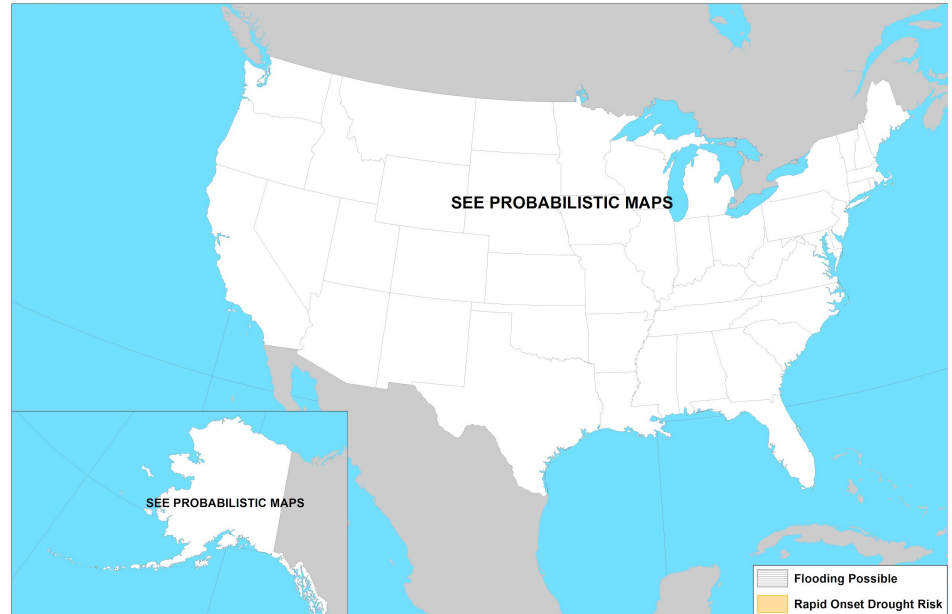 SEE PROBABILISTIC MAPS
SEE PROBABILISTIC MAPS
Flooding Possible
Rapid Onset Drought Risk